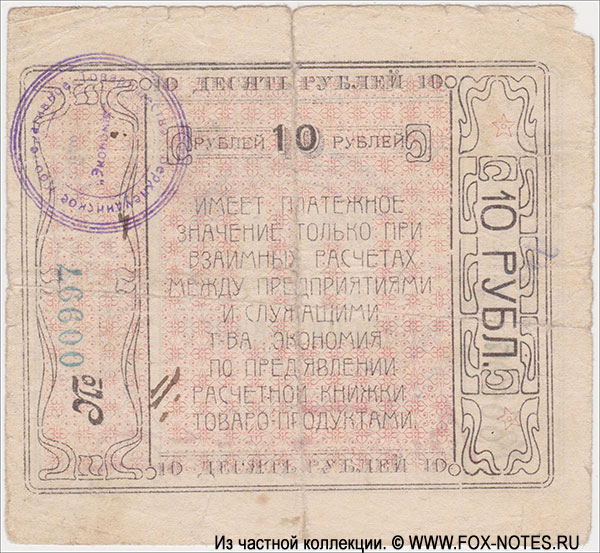 10 ДЕСЯТЬ РУБЛЕЙ 10
РУБЛЕЙ 10 РУБЛЕЙ
ИМЕЕТ ПЛАТЕЖНОЕ
ЗНАЧЕНИЕ ТОЛЬКО ПРИ
ВЗАИМНЫХ РАСЧЕТАХ
МЕЖДУ ПРЕДПРИЯТИЯМИ
И СЛУЖАЩИМИ
Т-ВА „ЭКОНОМИЯ"
ПО ПРЕДЯВЛЕНИИ
РАСЧЕТНОЙ КНИЖКИ
ТОВАРО-ПРОДУКТАМИ.
10 ДЕСЯТЬ РУБЛЕЙ 10
№ 00997
10 РУБЛ.
Из частной коллекции. © WWW.FOX-NOTES.RU